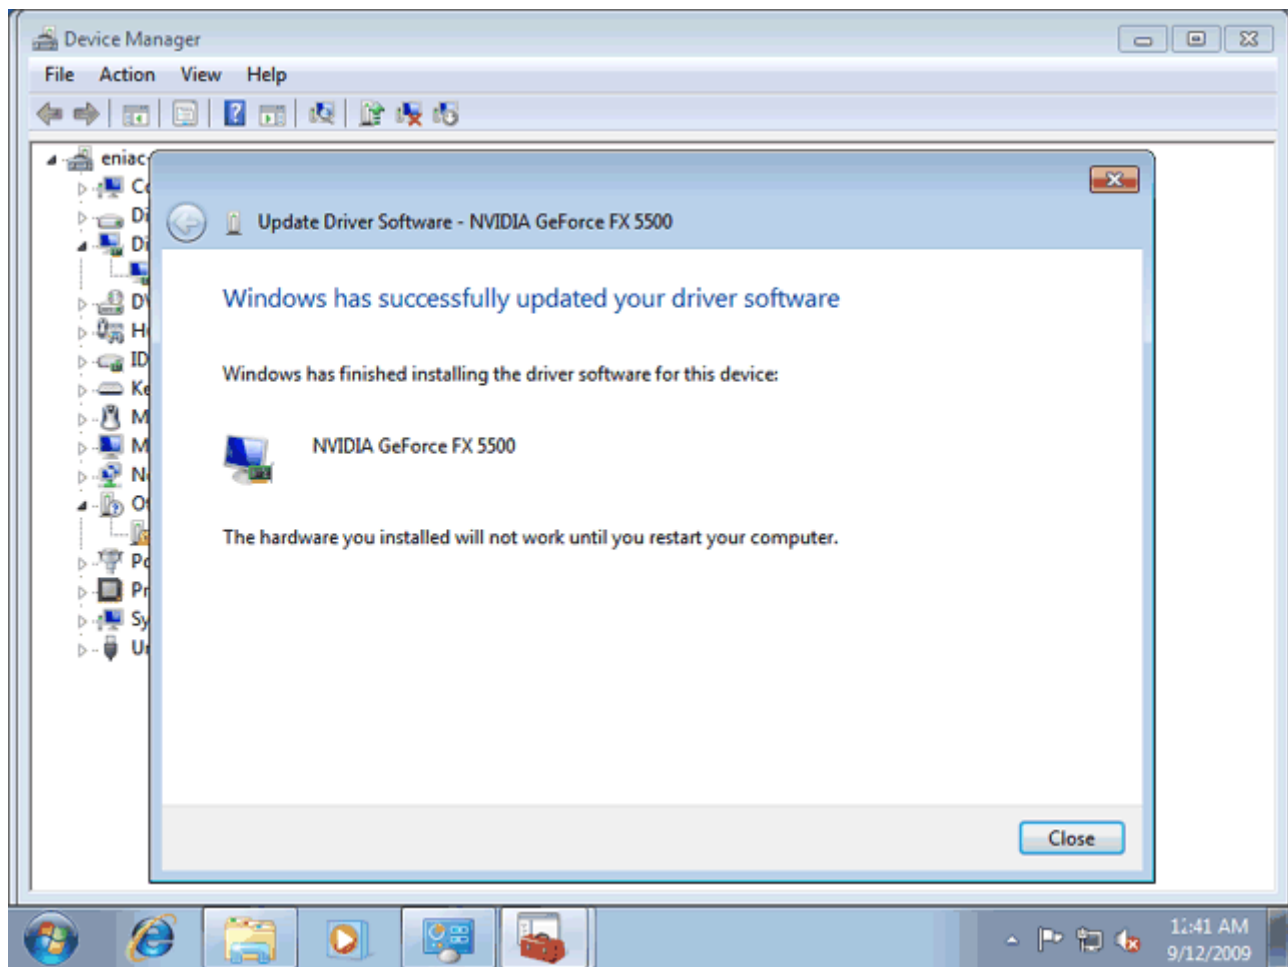 Device Manager
File Action View Help
eniac-
Update Driver Software - NVIDIA GeForce FX 5500
Windows has successfully updated your driver software
Windows has finished installing the driver software for this device:
NVIDIA GeForce FX 5500
The hardware you installed will not work until you restart your computer.
Close
AM
9/12/2009